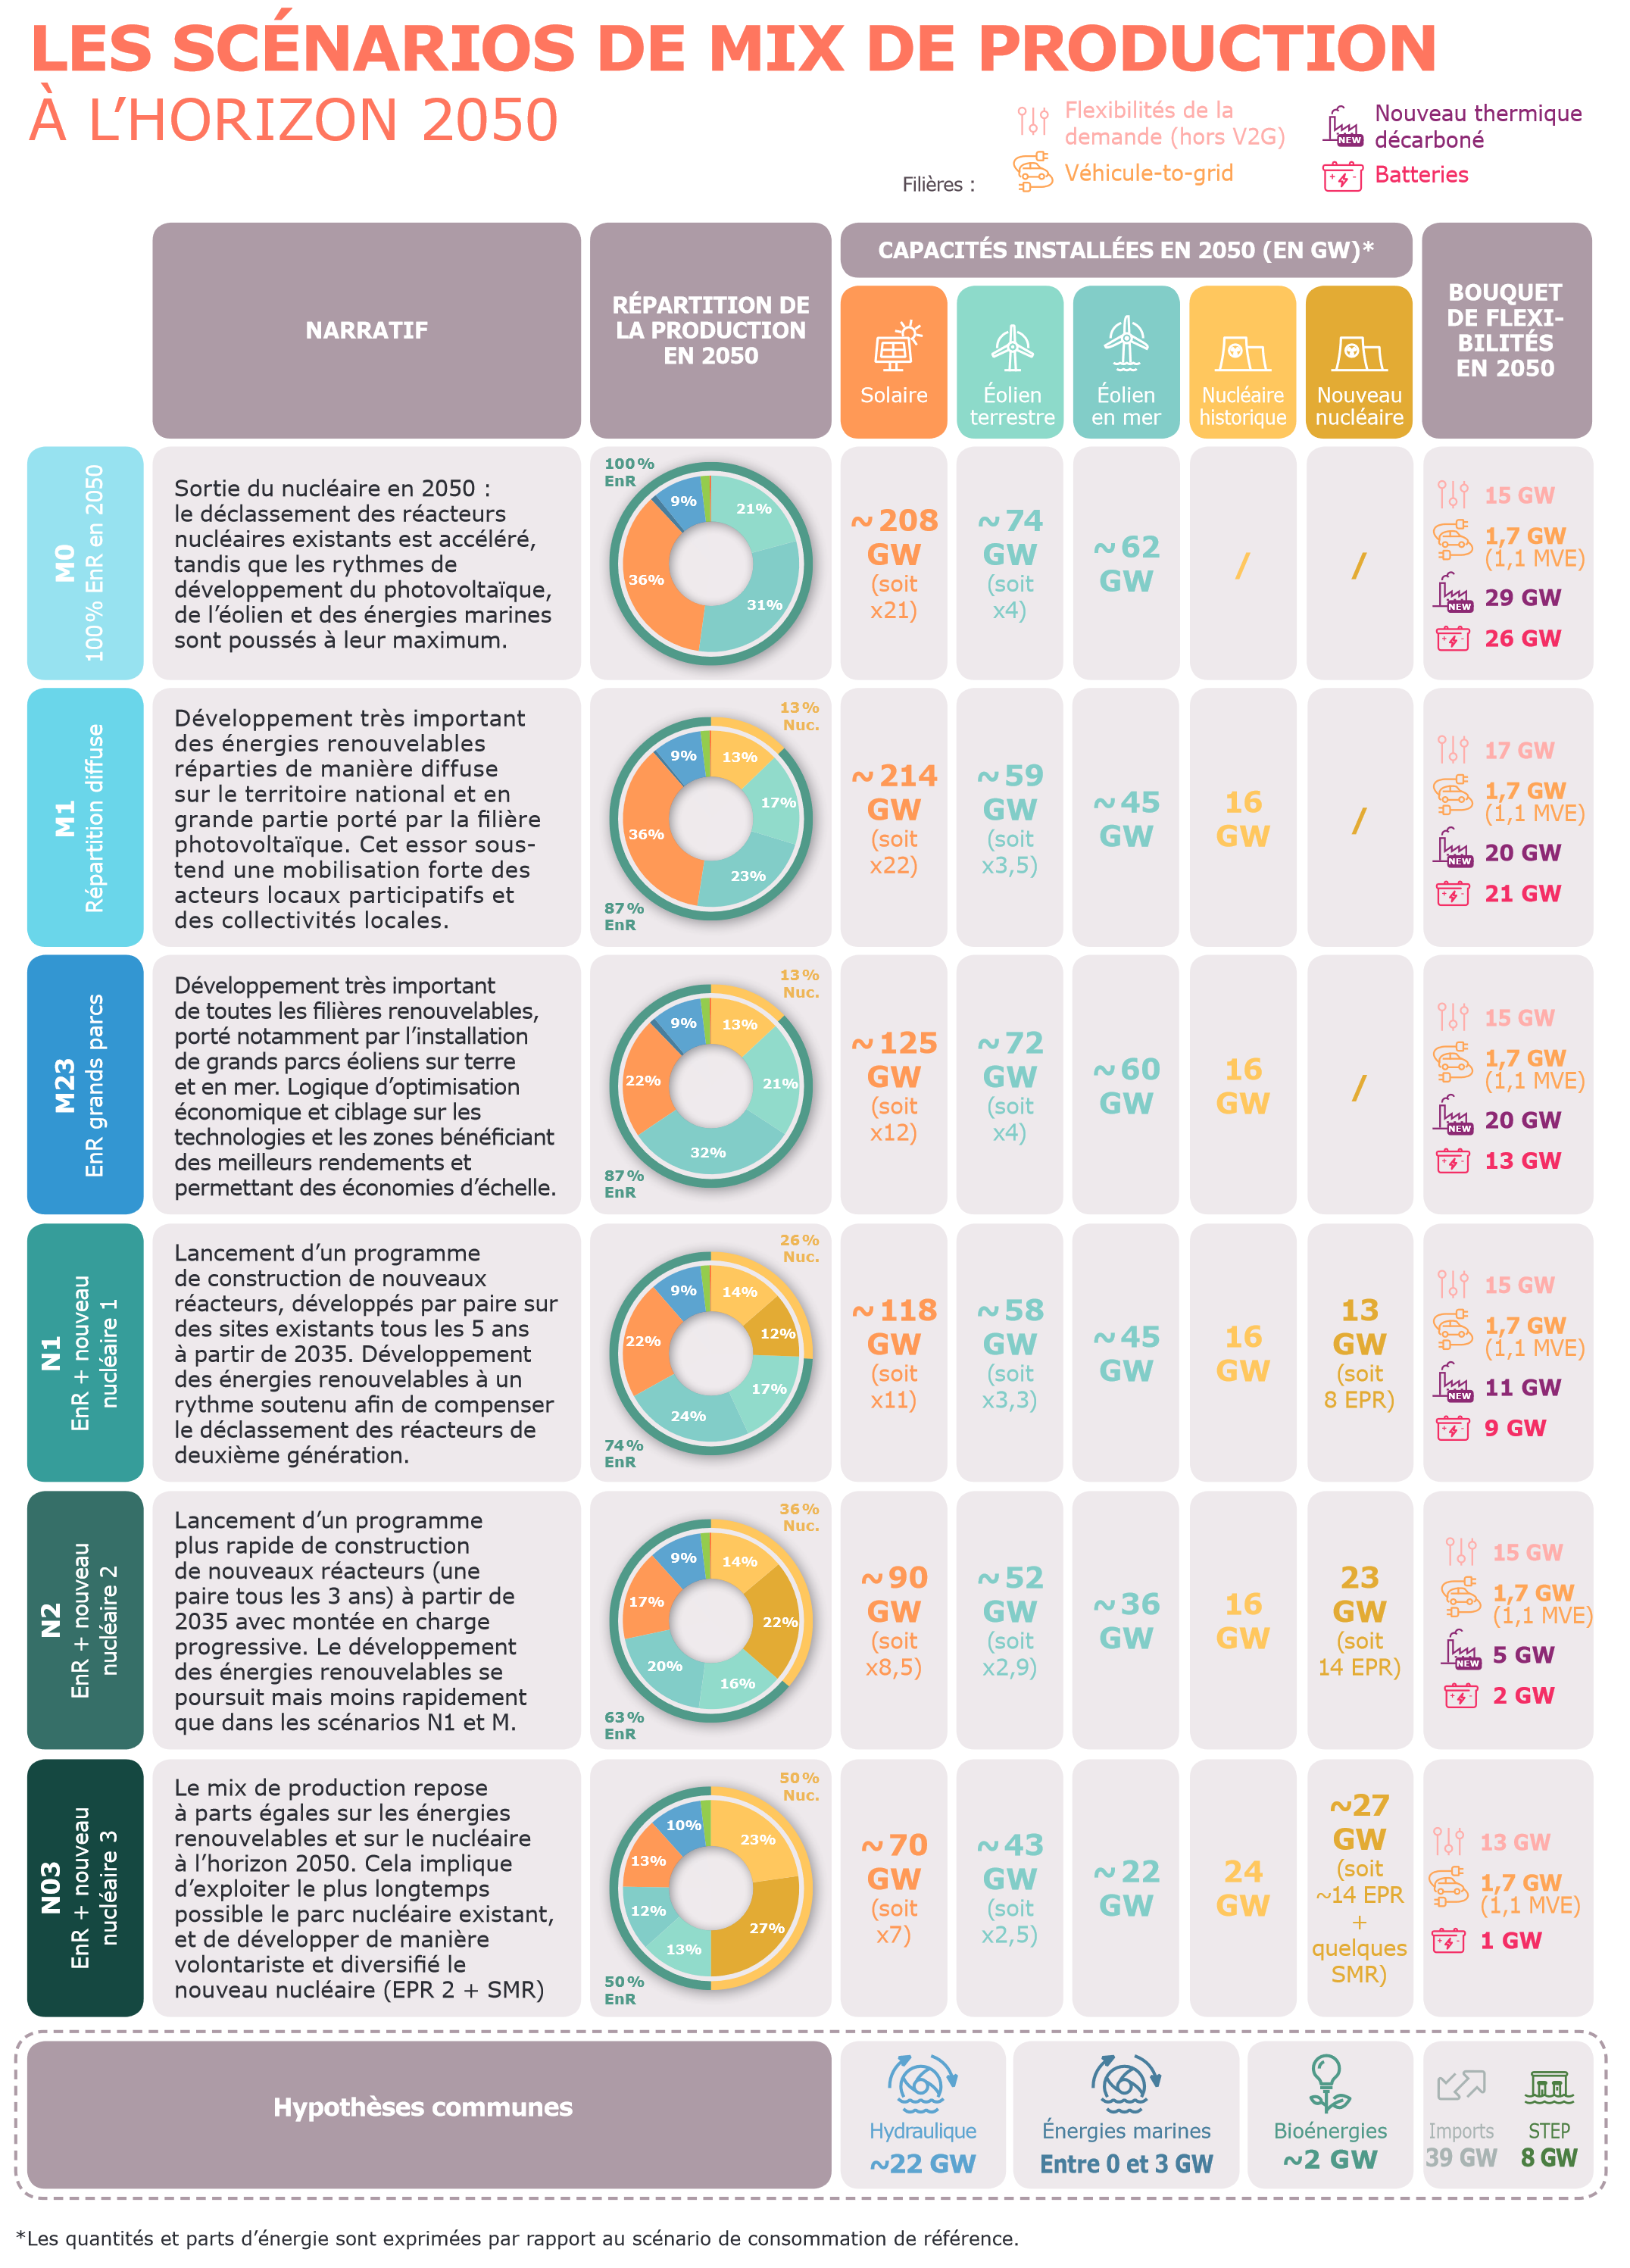 LES SCÉNARIOS DE MIX DE PRODUCTION
À L’HORIZON 2050
Filières :
Flexibilités de la
demande (hors V2G)
Véhicule-to-grid
Nouveau thermique
décarboné
Batteries
NEW
NARRATIF
RÉPARTITION DE
LA PRODUCTION
EN 2050
CAPACITÉS INSTALLÉES EN 2050 (EN GW)*
Solaire
Éolien
terrestre
Éolien
en mer
Nucléaire
historique
Nouveau
nucléaire
BOUQUET
DE FLEXI-
BILITÉS
EN 2050
M0
100% EnR en 2050
Sortie du nucléaire en 2050 :
le déclassement des réacteurs
nucléaires existants est accéléré,
tandis que les rythmes de
développement du photovoltaïque,
de l’éolien et des énergies marines
sont poussés à leur maximum.
100%
EnR
9%
21%
36%
31%
~208
GW
(soit
x21)
~74
GW
(soit
x4)
~62
GW
/
/
15 GW
1,7 GW
(1,1 MVE)
NEW
29 GW
26 GW
M1
Répartition diffuse
Développement très important
des énergies renouvelables
réparties de manière diffuse
sur le territoire national et en
grande partie porté par la filière
photovoltaïque. Cet essor sous-
tend une mobilisation forte des
acteurs locaux participatifs et
des collectivités locales.
13%
Nuc.
9%
13%
17%
36%
23%
87%
EnR
~214
GW
(soit
x22)
~59
GW
(soit
x3,5)
~45
GW
16
GW
/
17 GW
1,7 GW
(1,1 MVE)
NEW
20 GW
21 GW
M23
EnR grands parcs
Développement très important
de toutes les filières renouvelables,
porté notamment par l’installation
de grands parcs éoliens sur terre
et en mer. Logique d’optimisation
économique et ciblage sur les
technologies et les zones bénéficiant
des meilleurs rendements et
permettant des économies d’échelle.
13%
Nuc.
9%
13%
22%
21%
32%
87%
EnR
~125
GW
(soit
x12)
~72
GW
(soit
x4)
~60
GW
16
GW
/
15 GW
1,7 GW
(1,1 MVE)
NEW
20 GW
13 GW
N1
EnR + nouveau
nucléaire 1
Lancement d’un programme
de construction de nouveaux
réacteurs, développés par paire sur
des sites existants tous les 5 ans
à partir de 2035. Développement
des énergies renouvelables à un
rythme soutenu afin de compenser
le déclassement des réacteurs de
deuxième génération.
26%
Nuc.
9%
14%
12%
22%
17%
24%
74%
EnR
~118
GW
(soit
x11)
~58
GW
(soit
x3,3)
~45
GW
16
GW
13
GW
(soit
8 EPR)
15 GW
1,7 GW
(1,1 MVE)
NEW
11 GW
9 GW
N2
EnR + nouveau
nucléaire 2
Lancement d’un programme
plus rapide de construction
de nouveaux réacteurs (une
paire tous les 3 ans) à partir de
2035 avec montée en charge
progressive. Le développement
des énergies renouvelables se
poursuit mais moins rapidement
que dans les scénarios N1 et M.
36%
Nuc.
9%
14%
17%
22%
20%
16%
63%
EnR
~90
GW
(soit
x8,5)
~52
GW
(soit
x2,9)
~36
GW
16
GW
23
GW
(soit
14 EPR)
15 GW
1,7 GW
(1,1 MVE)
NEW
5 GW
2 GW
N03
EnR + nouveau
nucléaire 3
Le mix de production repose
à parts égales sur les énergies
renouvelables et sur le nucléaire
à l’horizon 2050. Cela implique
d’exploiter le plus longtemps
possible le parc nucléaire existant,
et de développer de manière
volontariste et diversifié le
nouveau nucléaire (EPR 2 + SMR)
50%
Nuc.
10%
23%
13%
12%
27%
13%
50%
EnR
~70
GW
(soit
x7)
~43
GW
(soit
x2,5)
~22
GW
24
GW
~27
GW
(soit
~14 EPR
+
quelques
SMR)
13 GW
1,7 GW
(1,1 MVE)
1 GW
Hypothèses communes
Hydraulique
~22 GW
Énergies marines
Entre 0 et 3 GW
Bioénergies
~2 GW
Imports
39 GW
STEP
8 GW
*Les quantités et parts d’énergie sont exprimées par rapport au scénario de consommation de référence.